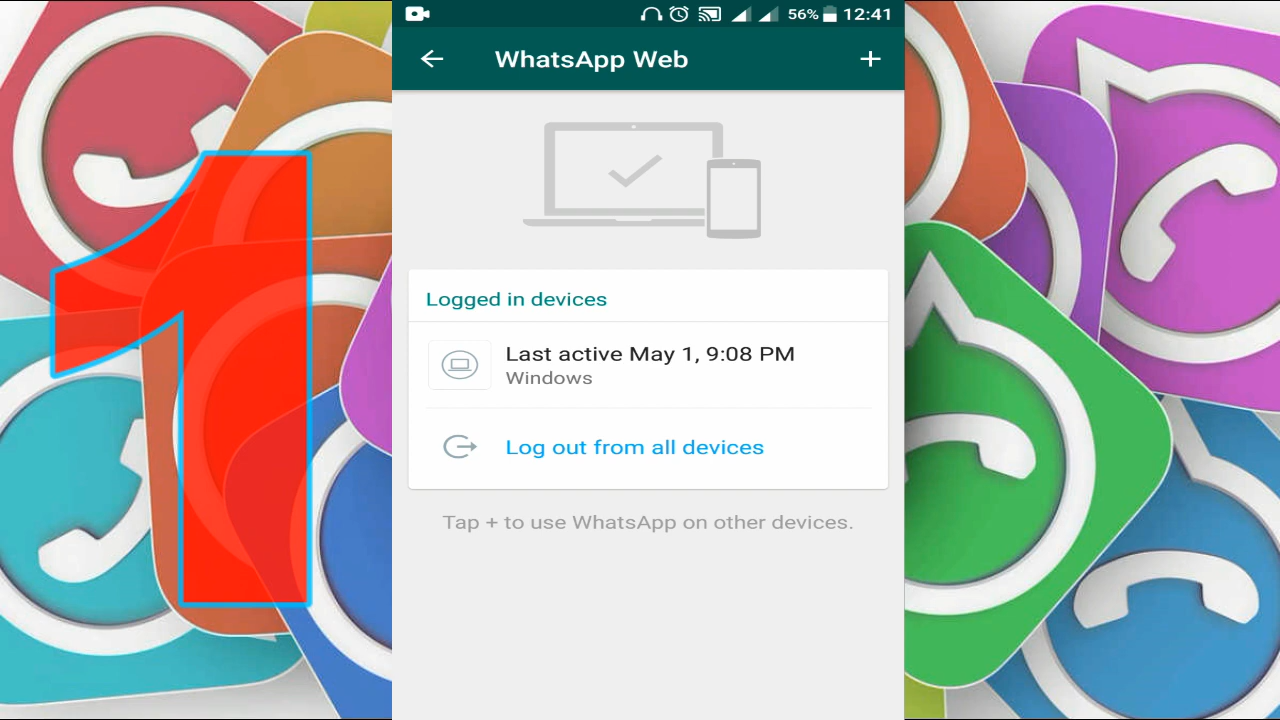 1
56% 12:41
WhatsApp Web
Logged in devices
Last active May 1, 9:08 PM
Windows
Log out from all devices
Tap + to use WhatsApp on other devices.